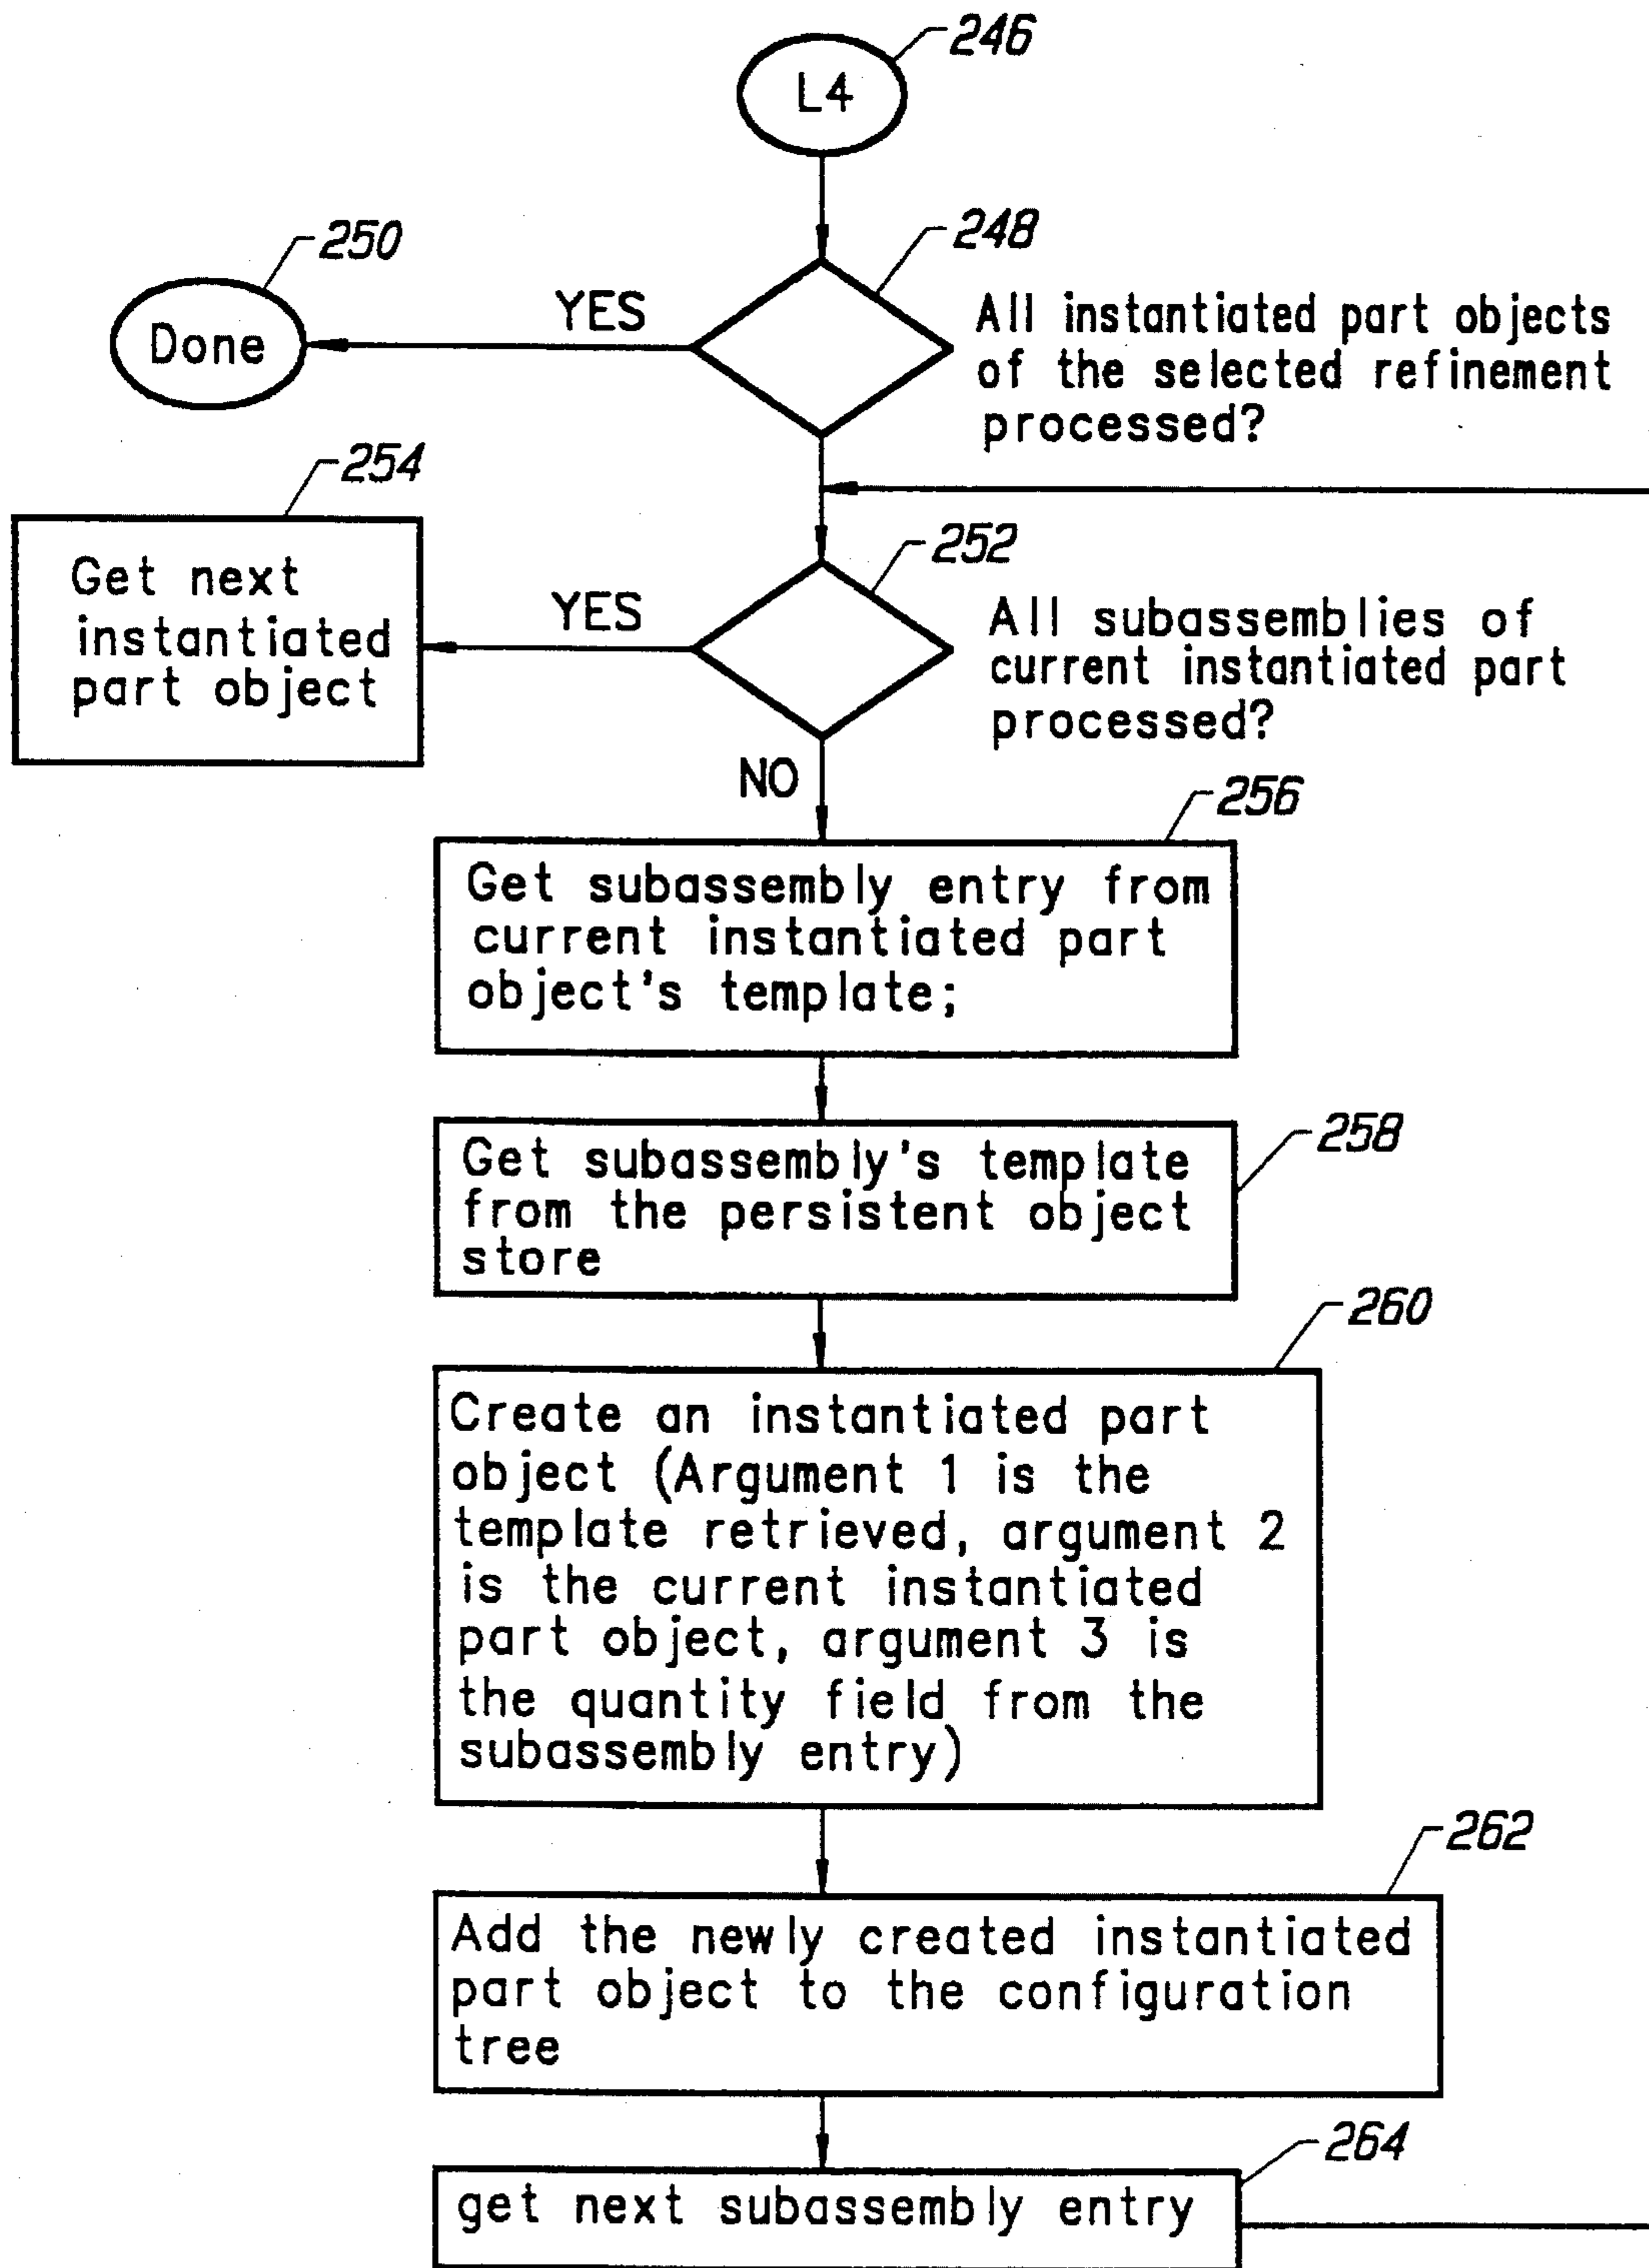 246
L4
248
250
YES
Done
All instantiated part objects
of the selected refinement
processed?
254
252
Get next
instantiated
part object
YES
All subassemblies of
current instantiated part
processed?
NO
256
Get subassembly entry from
current instantiated part
object's template;
258
Get subassembly's template
from the persistent object
store
260
Create an instantiated part
object (Argument 1 is the
template retrieved, argument 2
is the current instantiated
part object, argument 3 is
the quantity field from the
subassembly entry)
262
Add the newly created instantiated
part object to the configuration
tree
264
get next subassembly entry